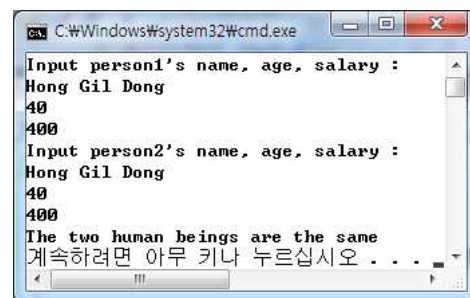 C:₩Windows₩system32₩cmd.exe
Input person1's name, age, salary :
Hong Gil Dong
40
400
Input person2's name, age, salary :
Hong Gil Dong
40
400
The two human beings are the same
계속하려면 아무 키나 누르십시오 . . .